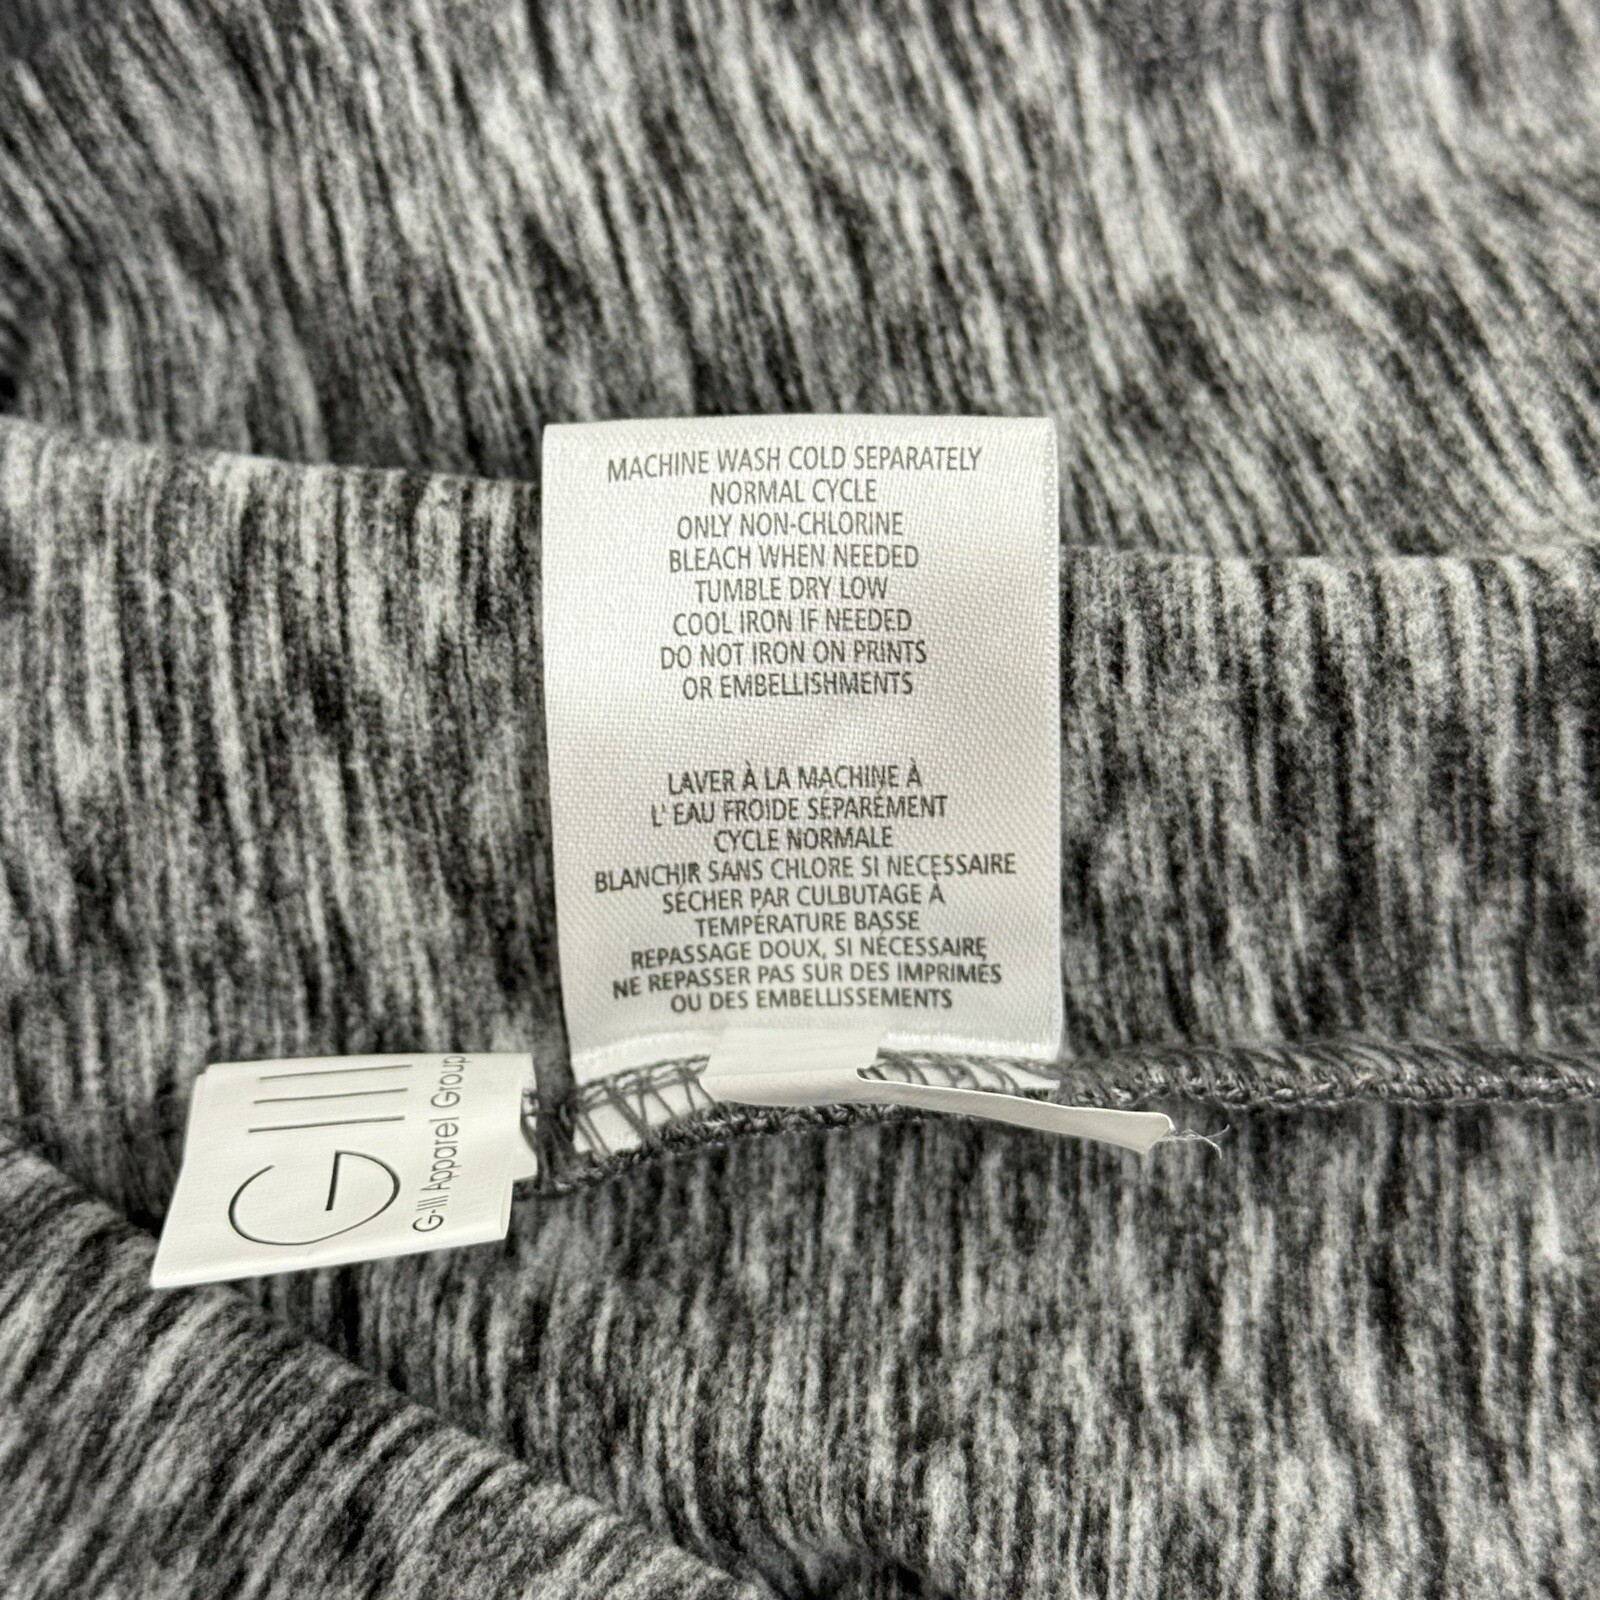 MACHINE WASH COLD SEPARATELY
NORMAL CYCLE
ONLY NON-CHLORINE
BLEACH WHEN NEEDED
TUMBLE DRY LOW
COOL IRON IF NEEDED
DO NOT IRON ON PRINTS
OR EMBELLISHMENTS
LAVER À LA MACHINE À
L' EAU FROIDE SÉPARÉMENT
CYCLE NORMALE
BLANCHIR SANS CHLORE SI NECESSAIRE
SÉCHER PAR CULBUTAGE À
TEMPÉRATURE BASSE
REPASSAGE DOUX, SI NÉCESSAIRE
NE REPASSER PAS SUR DES IMPRIMÉS
OU DES EMBELLISSEMENTS
GIII
G-III Apparel Group